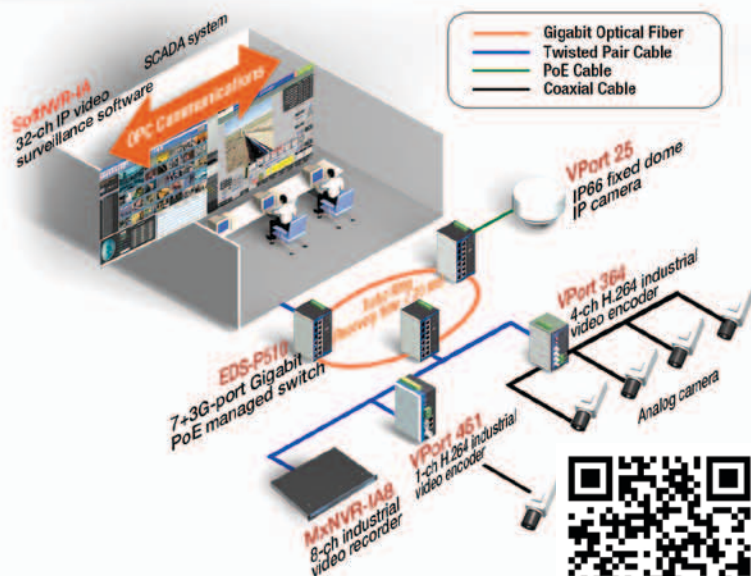 Gigabit Optical Fiber
Twisted Pair Cable
PoE Cable
Coaxial Cable
SCADA system
OPC Communications
SoftNVR-IA
32-ch IP video
surveillance software
VPort 25
IP66 fixed dome
IP camera
VPort 364
4-ch H.264 industrial
video encoder
EDS-P510
7+3G-port Gigabit
PoE managed switch
Analog camera
VPort 461
1-ch H.264 industrial
video encoder
MxNVR-IA8
8-ch industrial
video recorder